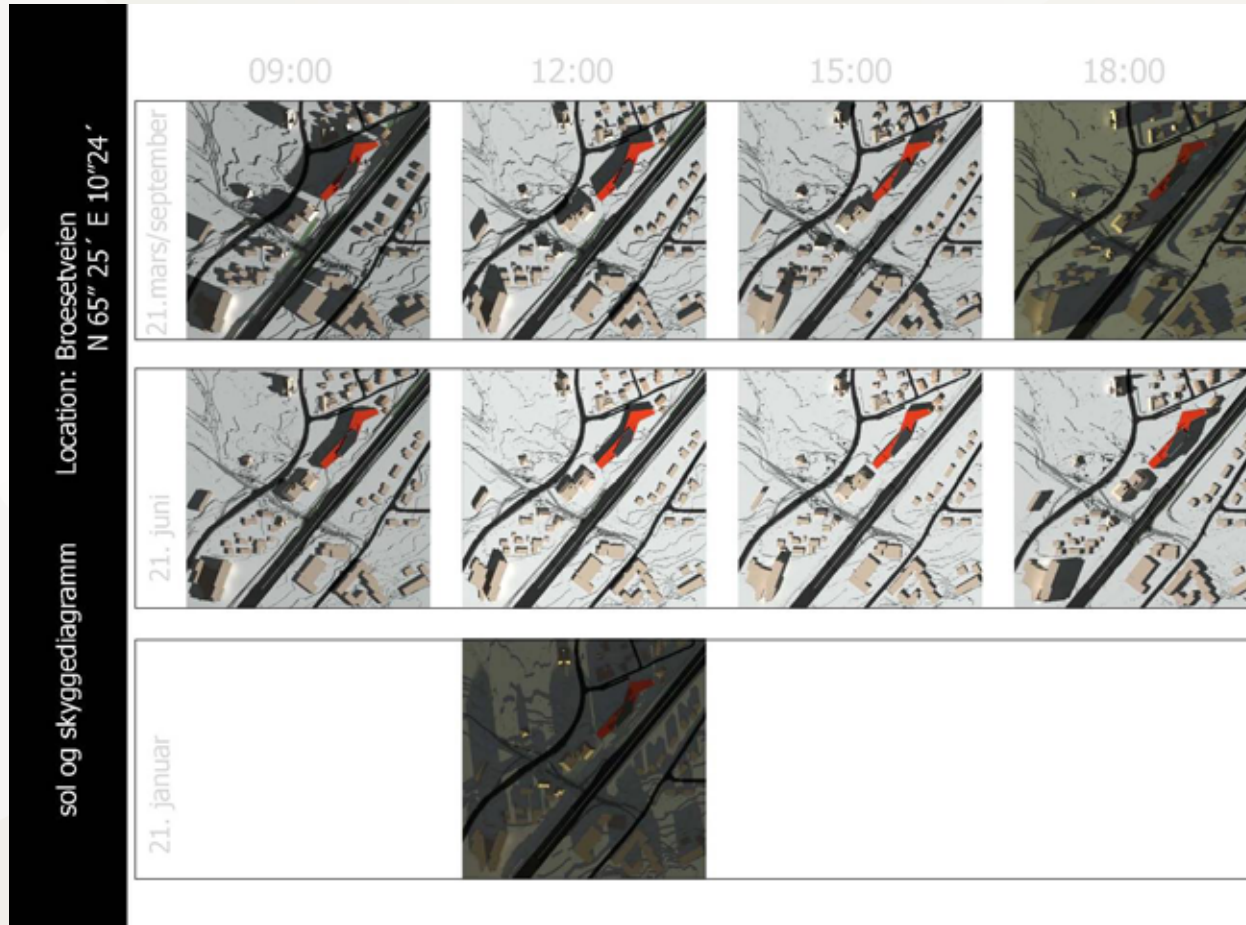 sol og skyggediagramm
Location: Broesetveien
N 65" 25 ´ E 10"24 ´
09:00
12:00
15:00
18:00
21.mars/september
21. juni
21. januar